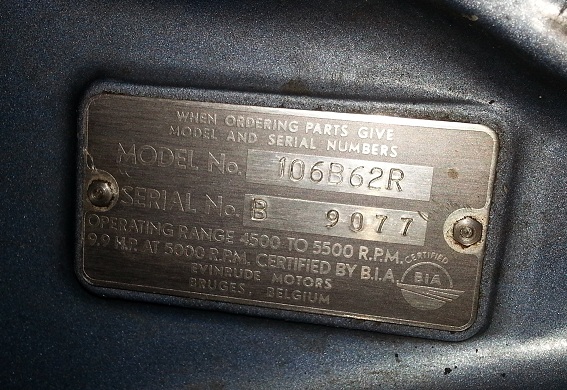 WHEN ORDERING PARTS GIVE
MODEL AND SERIAL NUMBERS
MODEL No. 106B62R
SERIAL No. B 9077
OPERATING RANGE 4500 TO 5500 R.P.M.
9.9 H.P. AT 5000 R.P.M. CERTIFIED BY B.I.A.
EVINRUDE MOTORS
BRUGES, BELGIUM
CERTIFIED
BIA